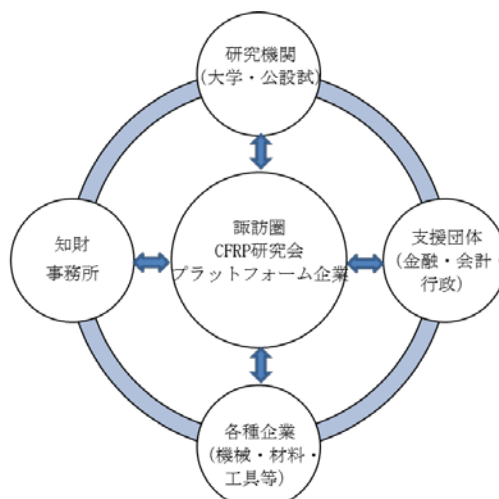 研究機関
(大学・公設試)
知財
事務所
諏訪圏
CFRP研究会
プラットフォーム企業
支援団体
(金融・会計・
行政)
各種企業
(機械・材料・
工具等)